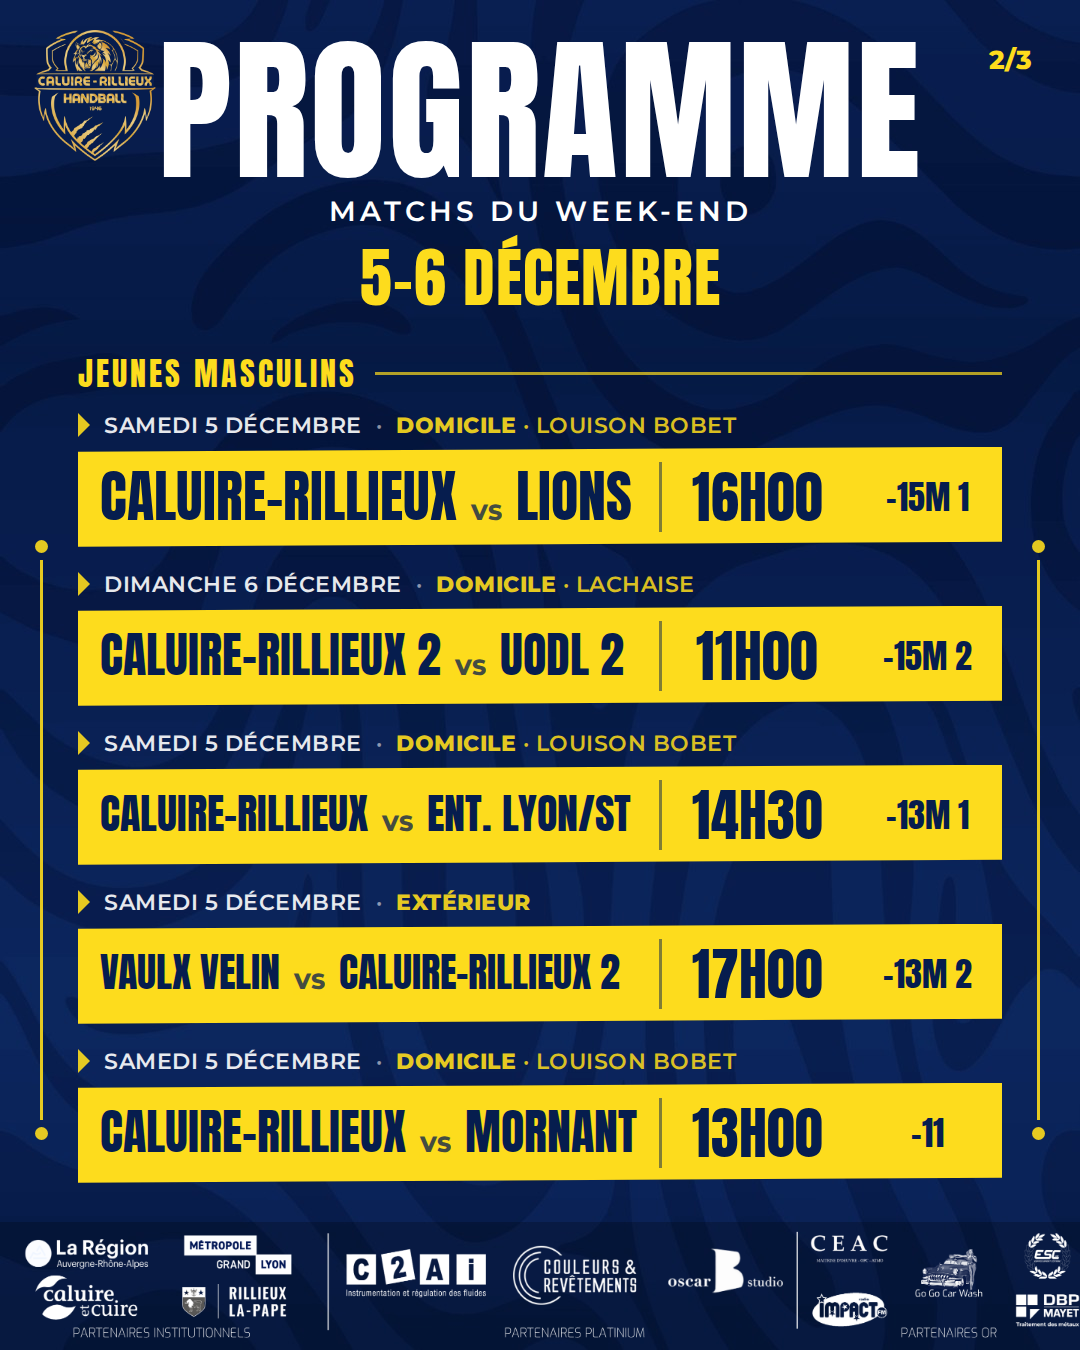 CALUIRE-RILLIEUX
HANDBALL
PROGRAMME
2/3
MATCHS DU WEEK-END
5-6 DÉCEMBRE
JEUNES MASCULINS
SAMEDI 5 DÉCEMBRE · DOMICILE · LOUISON BOBET
CALUIRE-RILLIEUX VS LIONS 16H00 -15M 1
DIMANCHE 6 DÉCEMBRE · DOMICILE · LACHAISE
CALUIRE-RILLIEUX 2 VS UODL 2 11H00 -15M 2
SAMEDI 5 DÉCEMBRE · DOMICILE · LOUISON BOBET
CALUIRE-RILLIEUX VS ENT. LYON/ST 14H30 -13M 1
SAMEDI 5 DÉCEMBRE · EXTÉRIEUR
VAULX VELIN VS CALUIRE-RILLIEUX 2 17H00 -13M 2
SAMEDI 5 DÉCEMBRE · DOMICILE · LOUISON BOBET
CALUIRE-RILLIEUX VS MORNANT 13H00 -11
La Région
Auvergne-Rhône-Alpes
MÉTROPOLE
GRAND LYON
caluire
et cuire
RILLIEUX
LA-PAPE
PARTENAIRES INSTITUTIONNELS
C2Ai
Instrumentation et régulation des fluides
COULEURS &
REVÊTEMENTS
oscar B studio
PARTENAIRES PLATINIUM
CEAC
IMPACT FM
Go Go Car Wash
ESC
DBP
MAYET
Traitement des métaux
PARTENAIRES OR